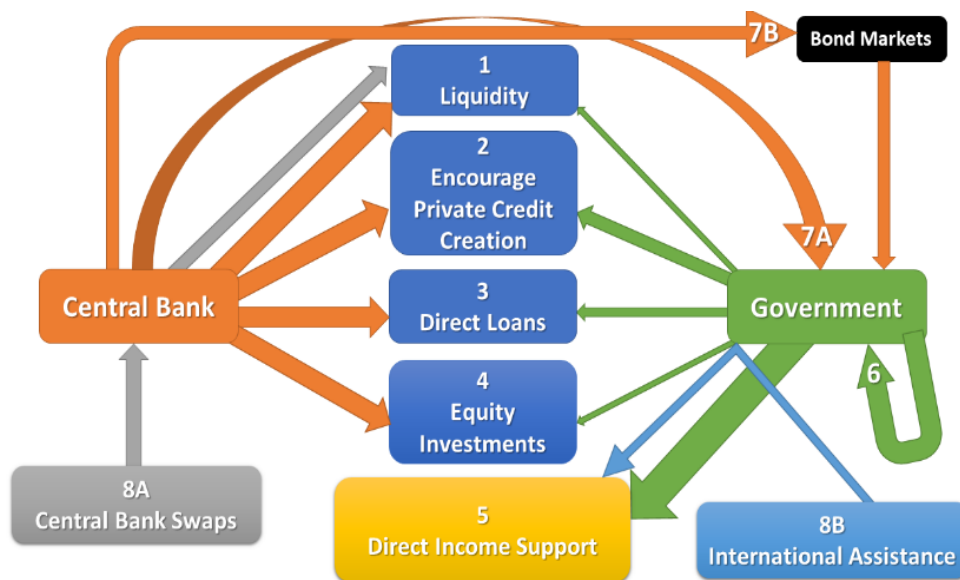 7B
Bond Markets
1
Liquidity
2
Encourage
Private Credit
Creation
7A
Central Bank
3
Direct Loans
Government
4
Equity
Investments
6
8A
Central Bank Swaps
5
Direct Income Support
8B
International Assistance